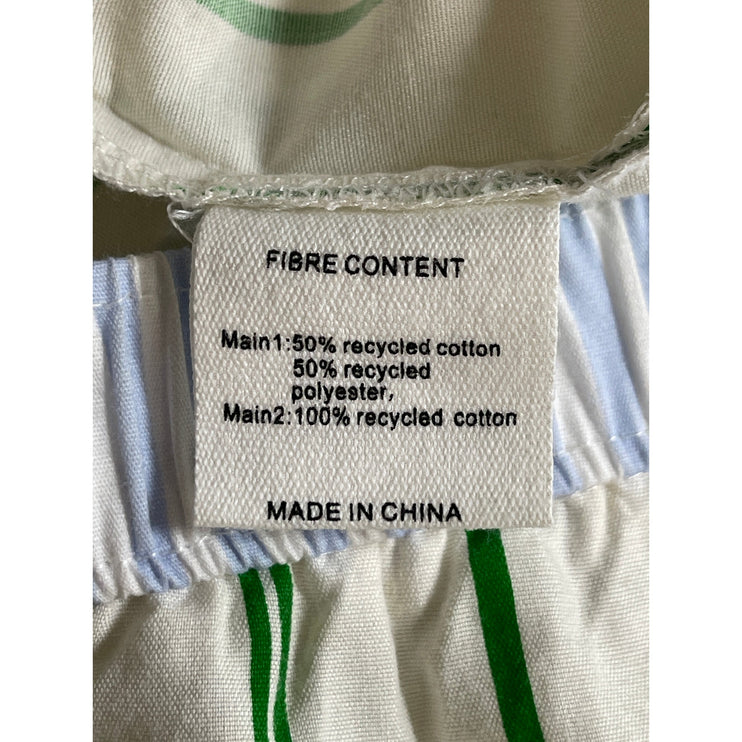 FIBRE CONTENT
Main1:50% recycled cotton
50% recycled
polyester,
Main2:100% recycled cotton
MADE IN CHINA